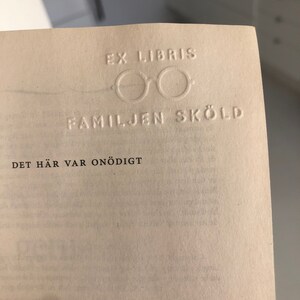 EX LIBRIS
FAMILJEN SKÖLD
DET HÄR VAR ONÖDIGT